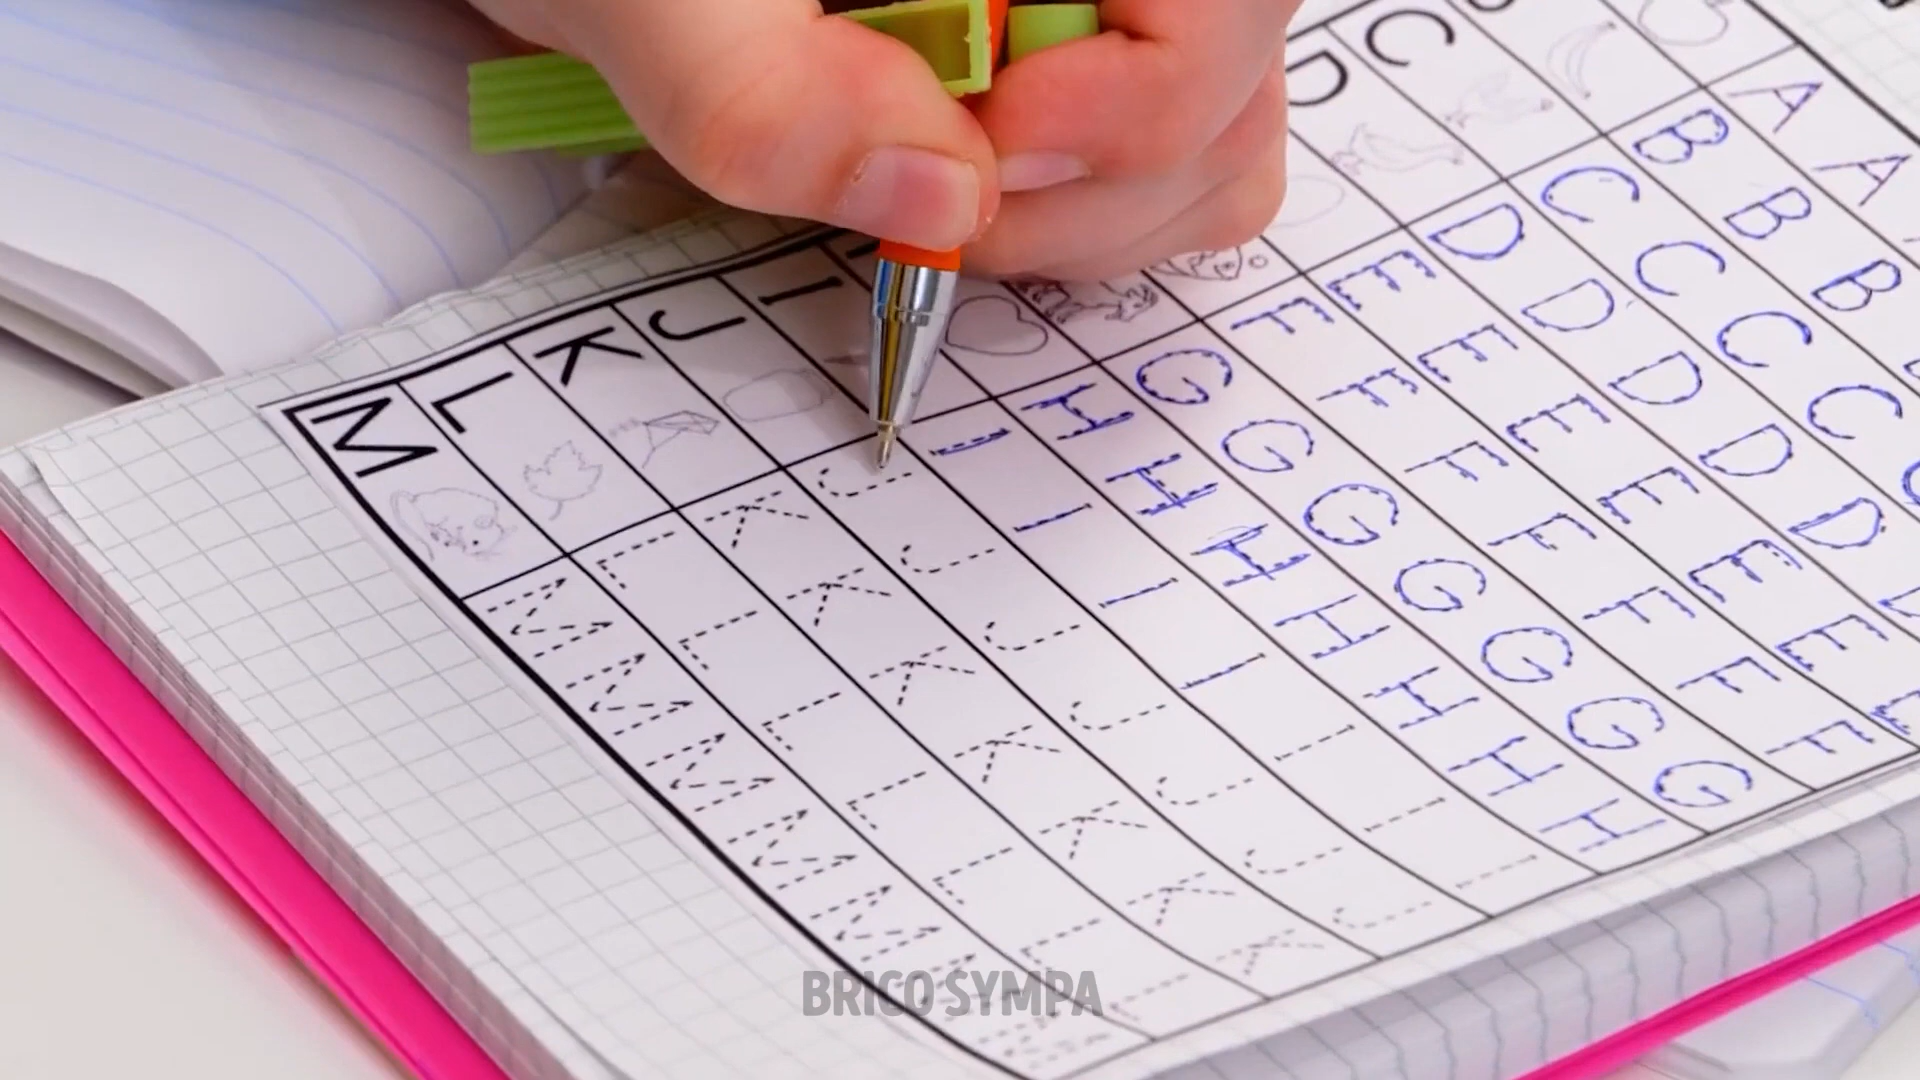 A A
B B B
C C C C C
D D D D D D
E E E E E E
F F F F F F F
G G G G G G G
H H H H H H H
I I I I I I I I
J J J J J J J J
K K K K K K K K
L L L L L L L L
M M M M M M M
BRICO SYMPA